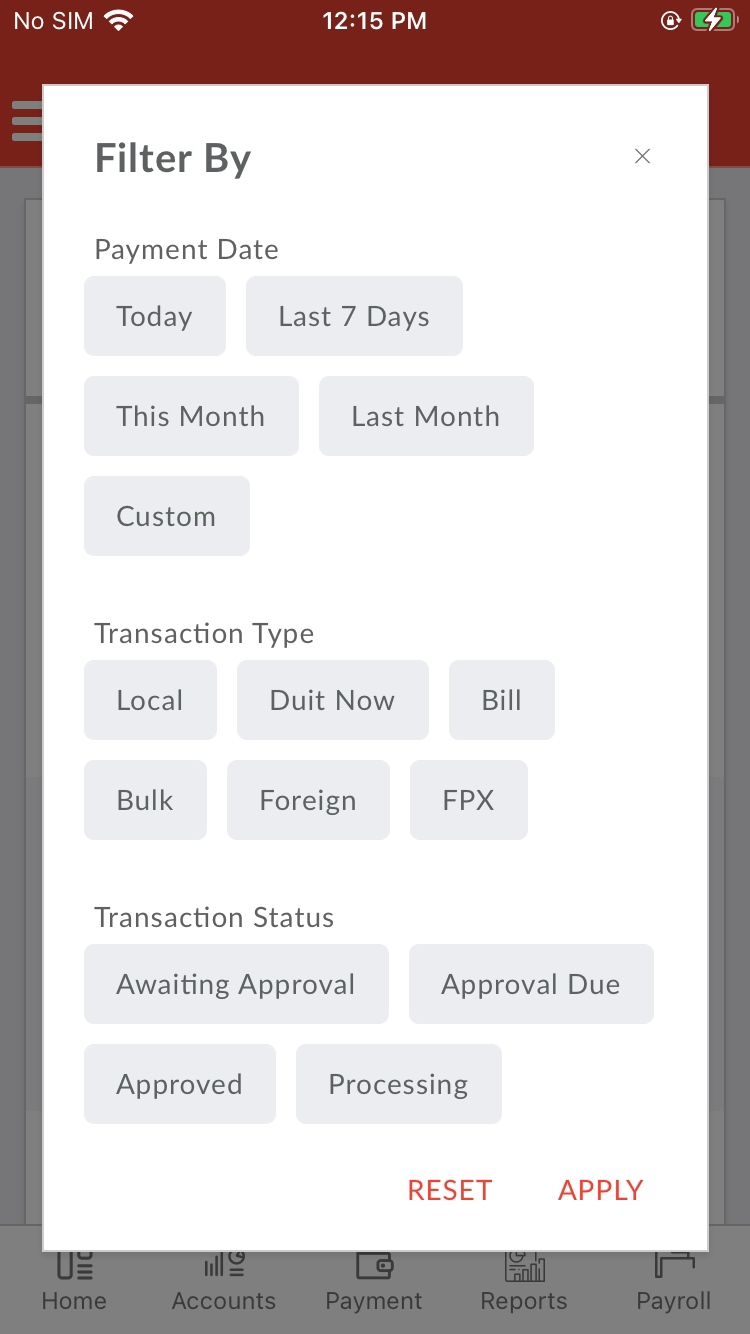 No SIM 12:15 PM
Filter By
Payment Date
Today Last 7 Days
This Month Last Month
Custom
Transaction Type
Local Duit Now Bill
Bulk Foreign FPX
Transaction Status
Awaiting Approval Approval Due
Approved Processing
RESET APPLY
Home Accounts Payment Reports Payroll